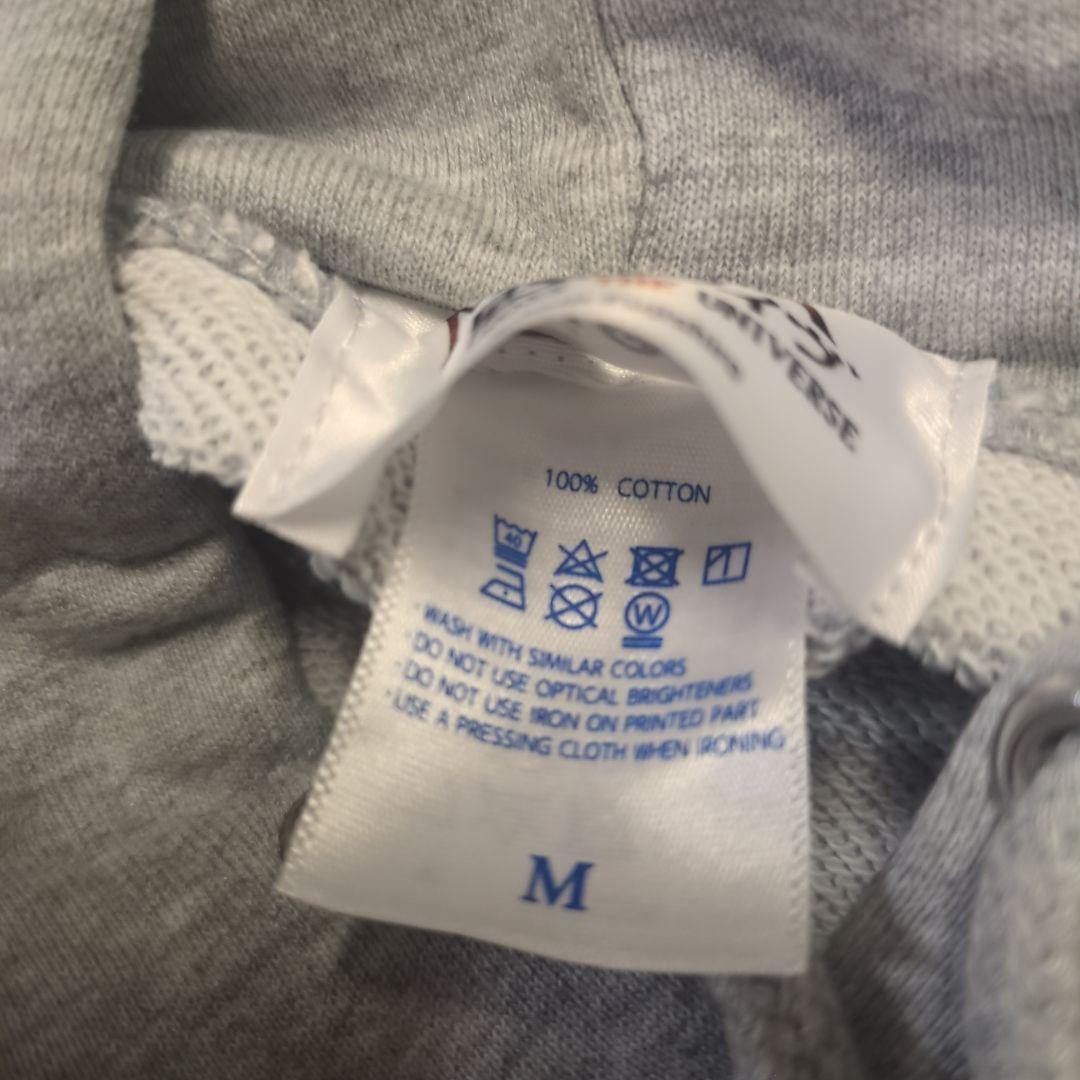 UNIVERSE
100% COTTON
40
W
· WASH WITH SIMILAR COLORS
· DO NOT USE OPTICAL BRIGHTENERS
· DO NOT USE IRON ON PRINTED PART
· USE A PRESSING CLOTH WHEN IRONING
M